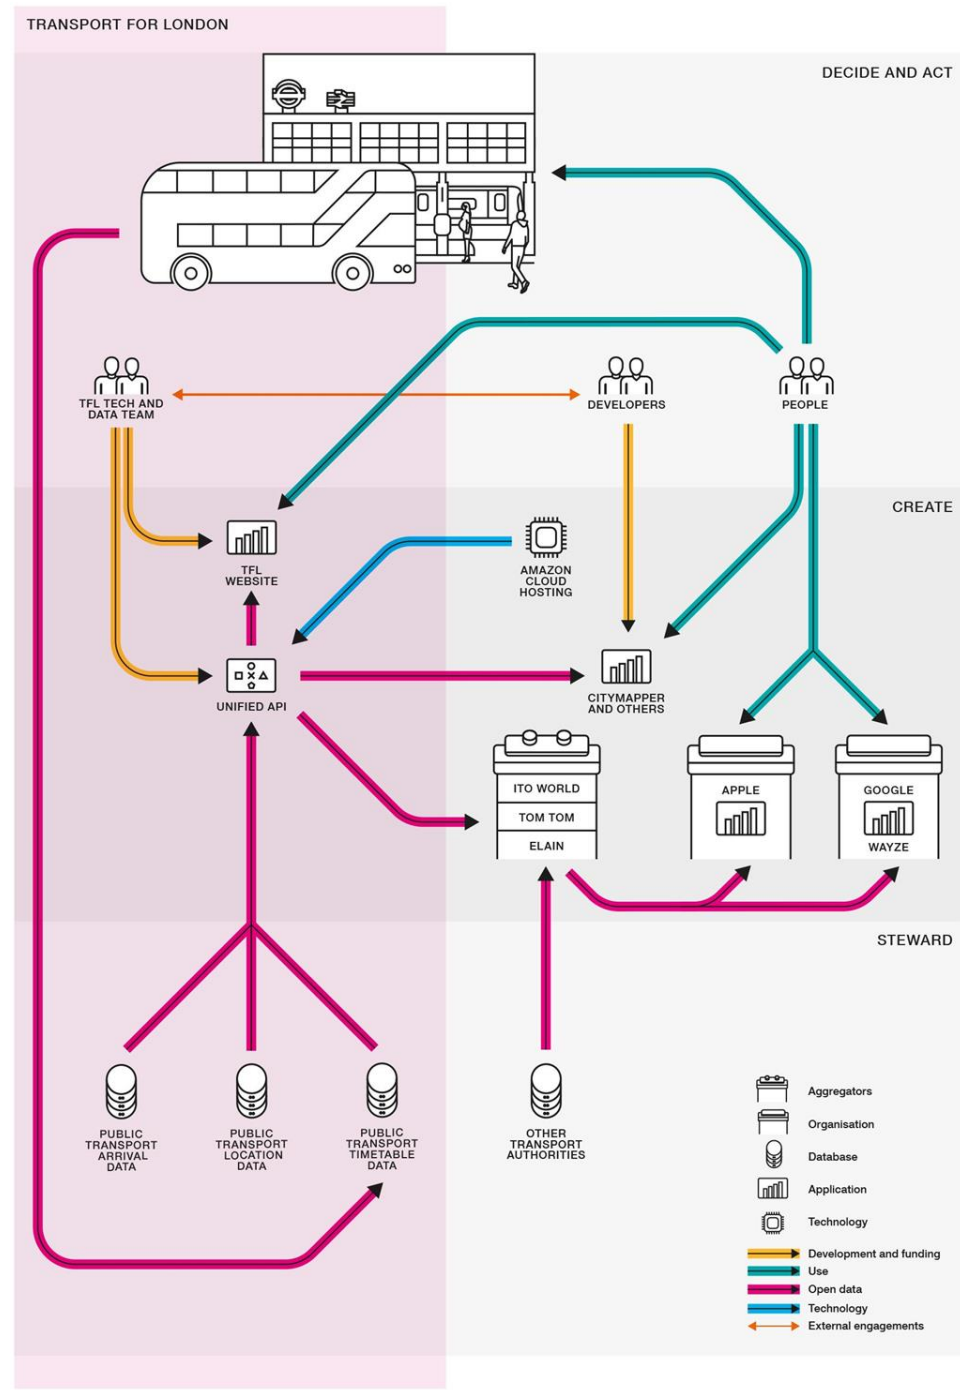 TRANSPORT FOR LONDON
DECIDE AND ACT
TFL TECH AND
DATA TEAM
DEVELOPERS
PEOPLE
CREATE
TFL
WEBSITE
AMAZON
CLOUD
HOSTING
UNIFIED API
CITYMAPPER
AND OTHERS
ITO WORLD
TOM TOM
ELAIN
APPLE
GOOGLE
WAYZE
STEWARD
PUBLIC
TRANSPORT
ARRIVAL
DATA
PUBLIC
TRANSPORT
LOCATION
DATA
PUBLIC
TRANSPORT
TIMETABLE
DATA
OTHER
TRANSPORT
AUTHORITIES
Aggregators
Organisation
Database
Application
Technology
Development and funding
Use
Open data
Technology
External engagements